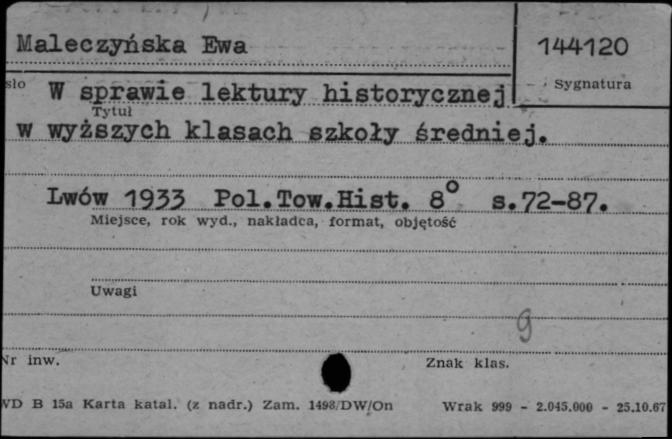 Maleczyńska Ewa
144120
sło
Sygnatura
W sprawie lektury historycznej
Tytuł
w wyższych klasach szkoły średniej.
Lwów 1933 Pol.Tow.Hist. 8° s.72-87.
Miejsce, rok wyd., nakładca, format, objętość
Uwagi
9
Nr inw.
Znak klas.
WD B 15a Karta katal. (z nadr.) Zam. 1498/DW/On
Wrak 999 - 2.045.000 - 25.10.67